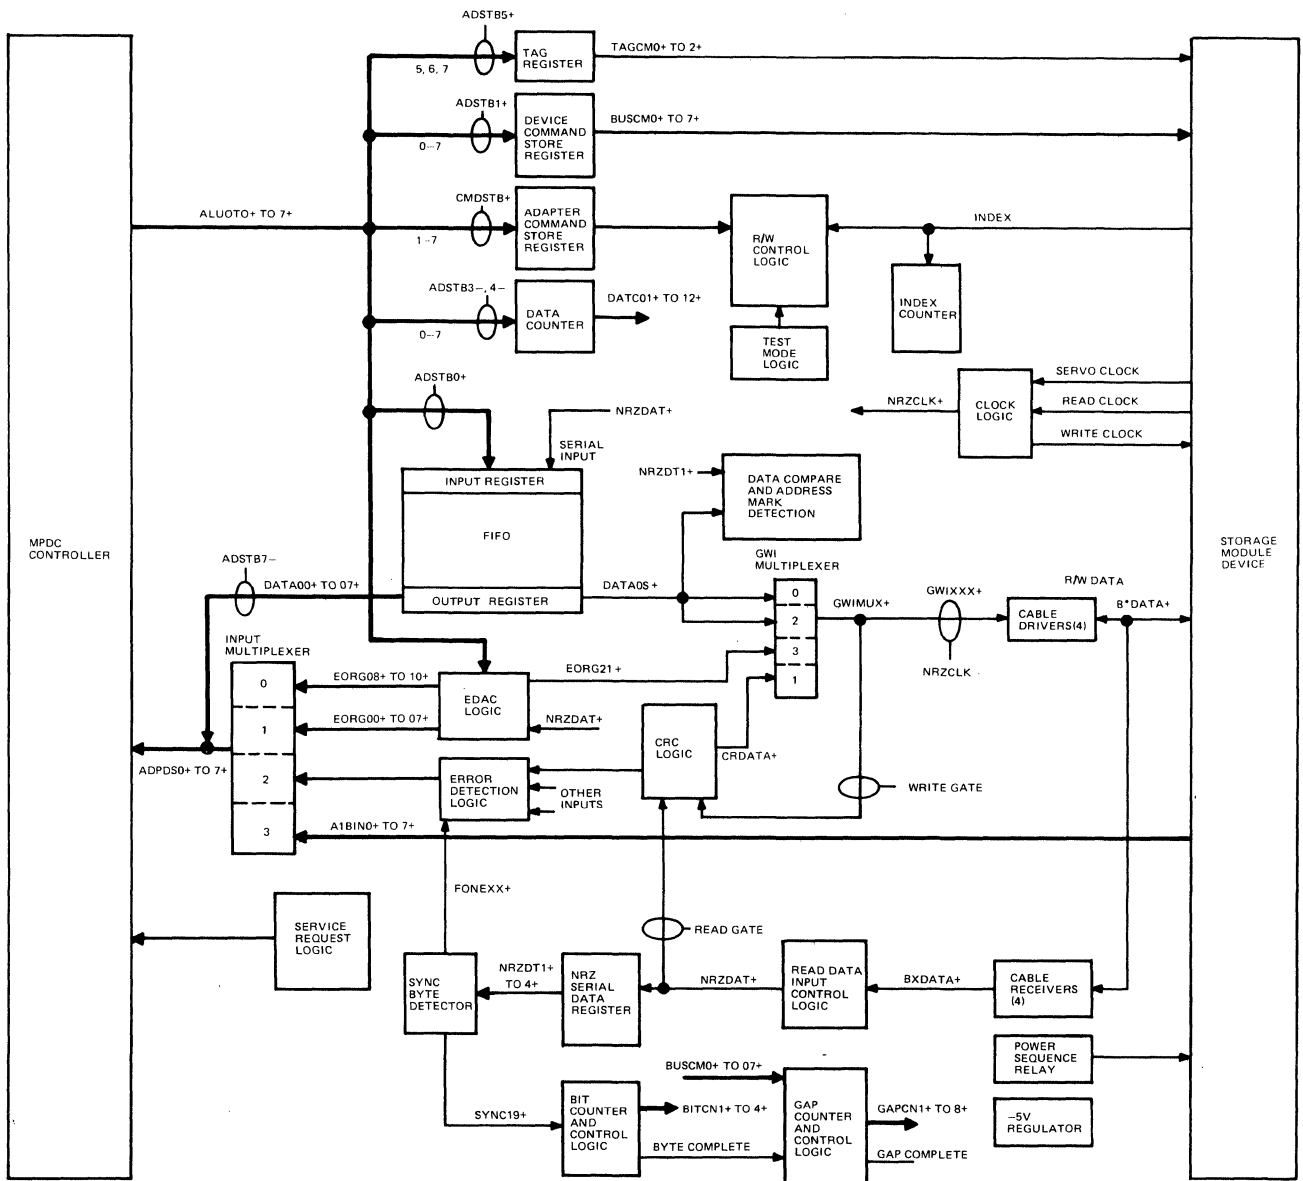 ADSTB5+
5, 6, 7
TAG
REGISTER
TAGCM0+ TO 2+
ADSTB1+
0--7
DEVICE
COMMAND
STORE
REGISTER
BUSCM0+ TO 7+
ALUOTO+ TO 7+
CMDSTB+
1-7
ADAPTER
COMMAND
STORE
REGISTER
R/W
CONTROL
LOGIC
INDEX
INDEX
COUNTER
ADSTB3-, 4-
0--7
DATA
COUNTER
DATC01+ TO 12+
TEST
MODE
LOGIC
ADSTB0+
NRZDAT+
SERIAL
INPUT
NRZCLK+
CLOCK
LOGIC
SERVO CLOCK
READ CLOCK
WRITE CLOCK
INPUT REGISTER
FIFO
OUTPUT REGISTER
NRZDT1+
DATA COMPARE
AND ADDRESS
MARK
DETECTION
MPDC
CONTROLLER
STORAGE
MODULE
DEVICE
ADSTB7-
DATA00+ TO 07+
DATA0S+
GWI
MULTIPLEXER
0
2
3
1
GWIMUX+
GWIXXX+
NRZCLK
R/W DATA
CABLE
DRIVERS(4)
B*DATA+
INPUT
MULTIPLEXER
0
1
2
3
EORG08+ TO 10+
EORG00+ TO 07+
EDAC
LOGIC
EORG21+
NRZDAT+
ADPDS0+ TO 7+
ERROR
DETECTION
LOGIC
OTHER
INPUTS
CRC
LOGIC
CRDATA+
WRITE GATE
A1BIN0+ TO 7+
FONEXX+
SERVICE
REQUEST
LOGIC
READ GATE
SYNC
BYTE
DETECTOR
NRZDT1+
TO 4+
NRZ
SERIAL
DATA
REGISTER
NRZDAT+
READ DATA
INPUT
CONTROL
LOGIC
BXDATA+
CABLE
RECEIVERS
(4)
POWER
SEQUENCE
RELAY
SYNC19+
BIT
COUNTER
AND
CONTROL
LOGIC
BUSCM0+ TO 07+
BITCN1+ TO 4+
BYTE COMPLETE
GAP
COUNTER
AND
CONTROL
LOGIC
GAPCN1+ TO 8+
GAP COMPLETE
-5V
REGULATOR